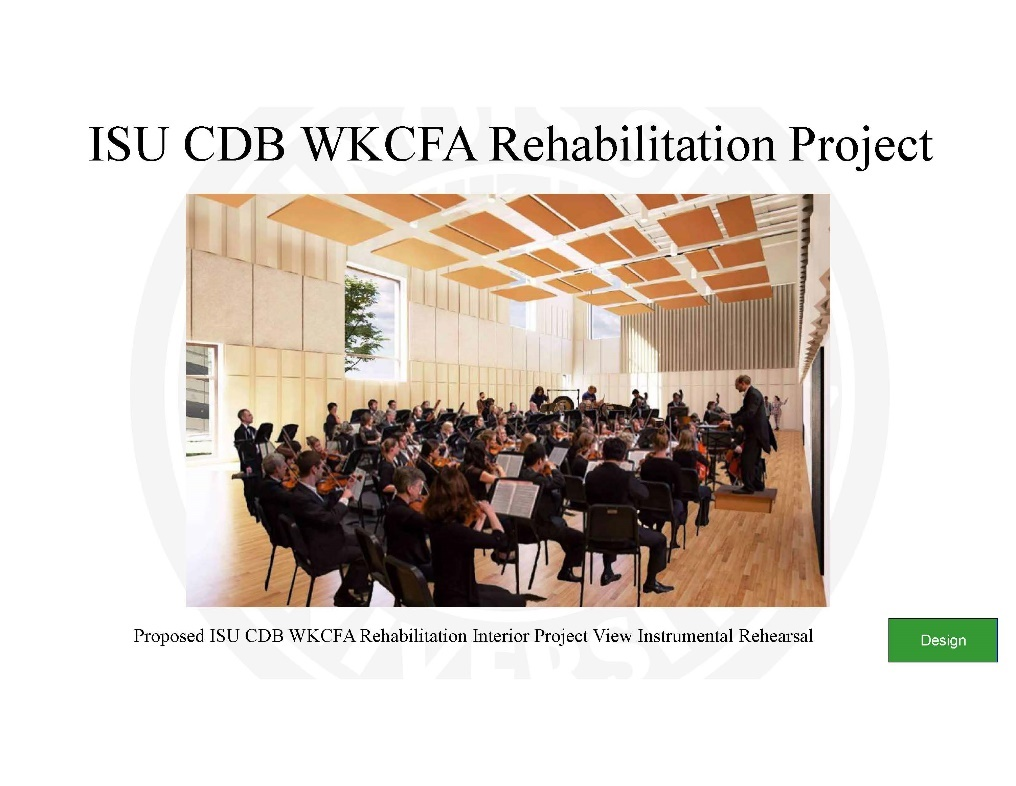 ISU CDB WKCFA Rehabilitation Project
Proposed ISU CDB WKCFA Rehabilitation Interior Project View Instrumental Rehearsal
Design